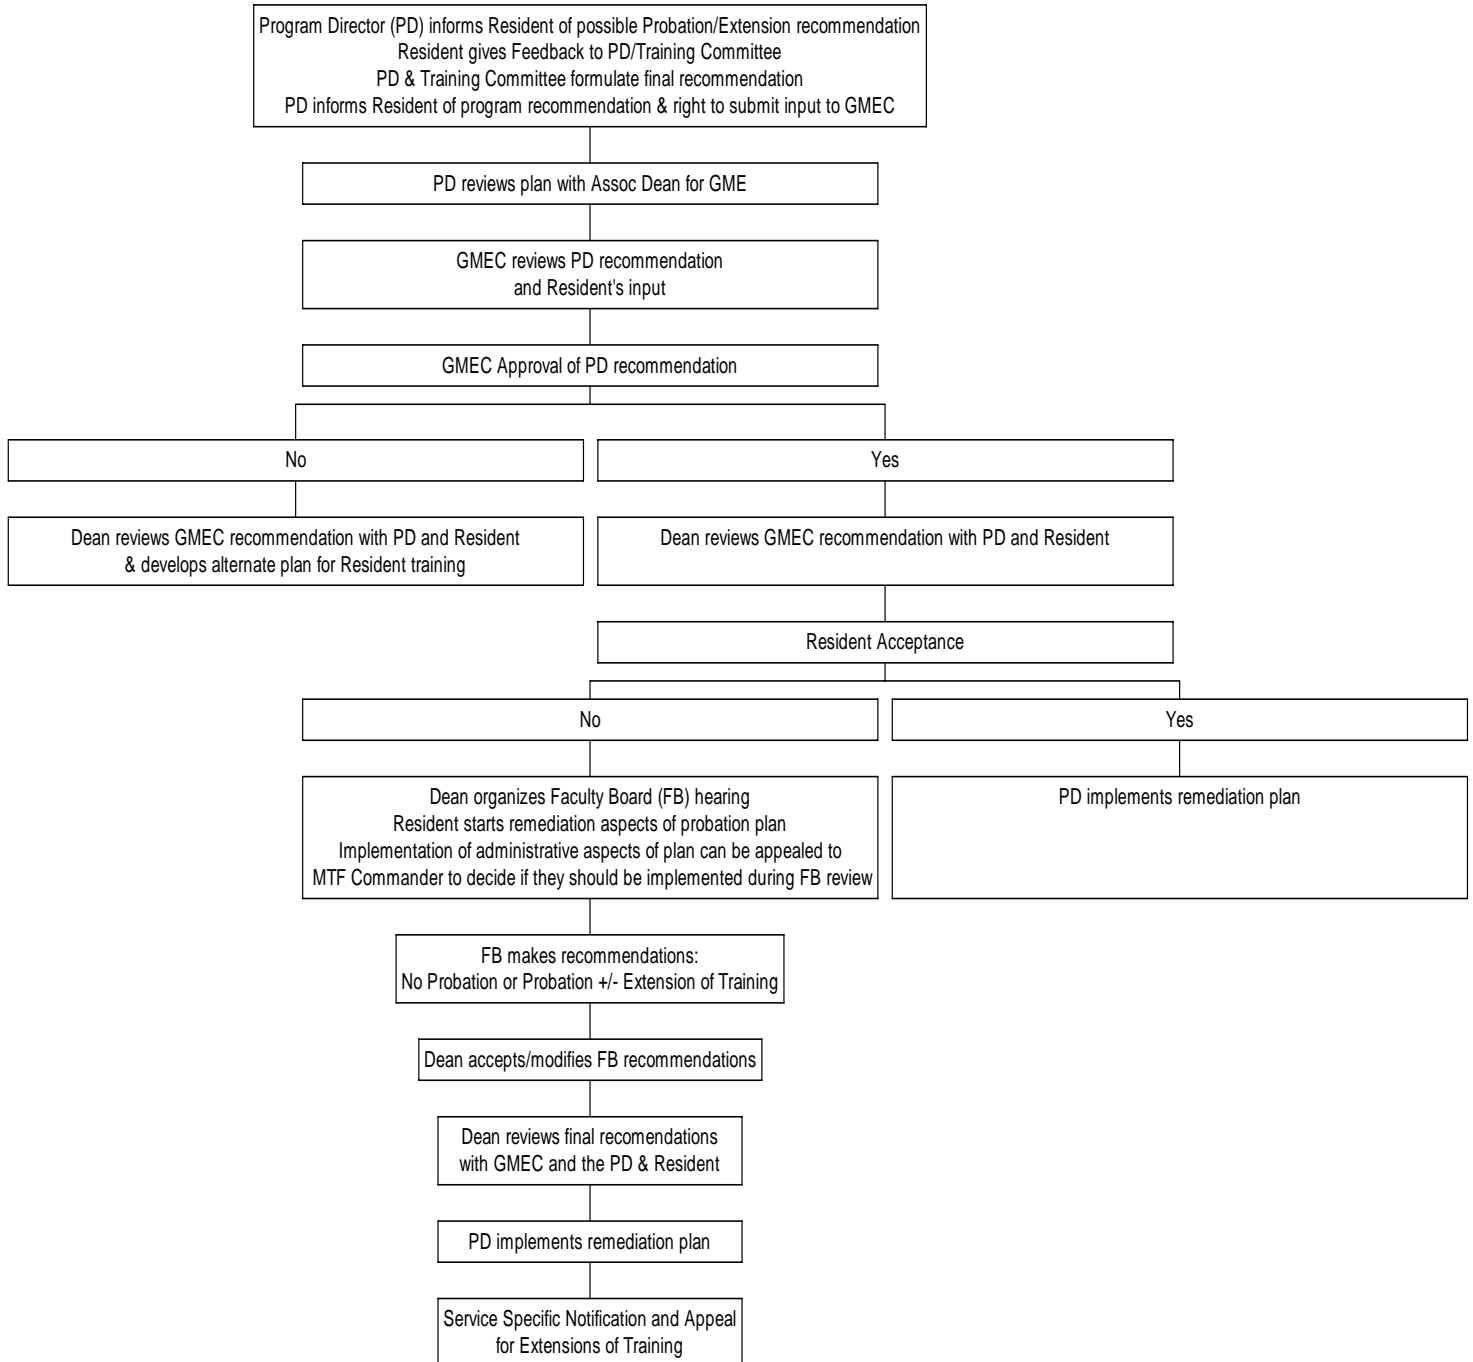 Program Director (PD) informs Resident of possible Probation/Extension recommendation
Resident gives Feedback to PD/Training Committee
PD & Training Committee formulate final recommendation
PD informs Resident of program recommendation & right to submit input to GMEC
PD reviews plan with Assoc Dean for GME
GMEC reviews PD recommendation
and Resident's input
GMEC Approval of PD recommendation
No
Yes
Dean reviews GMEC recommendation with PD and Resident
& develops alternate plan for Resident training
Dean reviews GMEC recommendation with PD and Resident
Resident Acceptance
No
Yes
Dean organizes Faculty Board (FB) hearing
Resident starts remediation aspects of probation plan
Implementation of administrative aspects of plan can be appealed to
MTF Commander to decide if they should be implemented during FB review
PD implements remediation plan
FB makes recommendations:
No Probation or Probation +/- Extension of Training
Dean accepts/modifies FB recommendations
Dean reviews final recomendations
with GMEC and the PD & Resident
PD implements remediation plan
Service Specific Notification and Appeal
for Extensions of Training